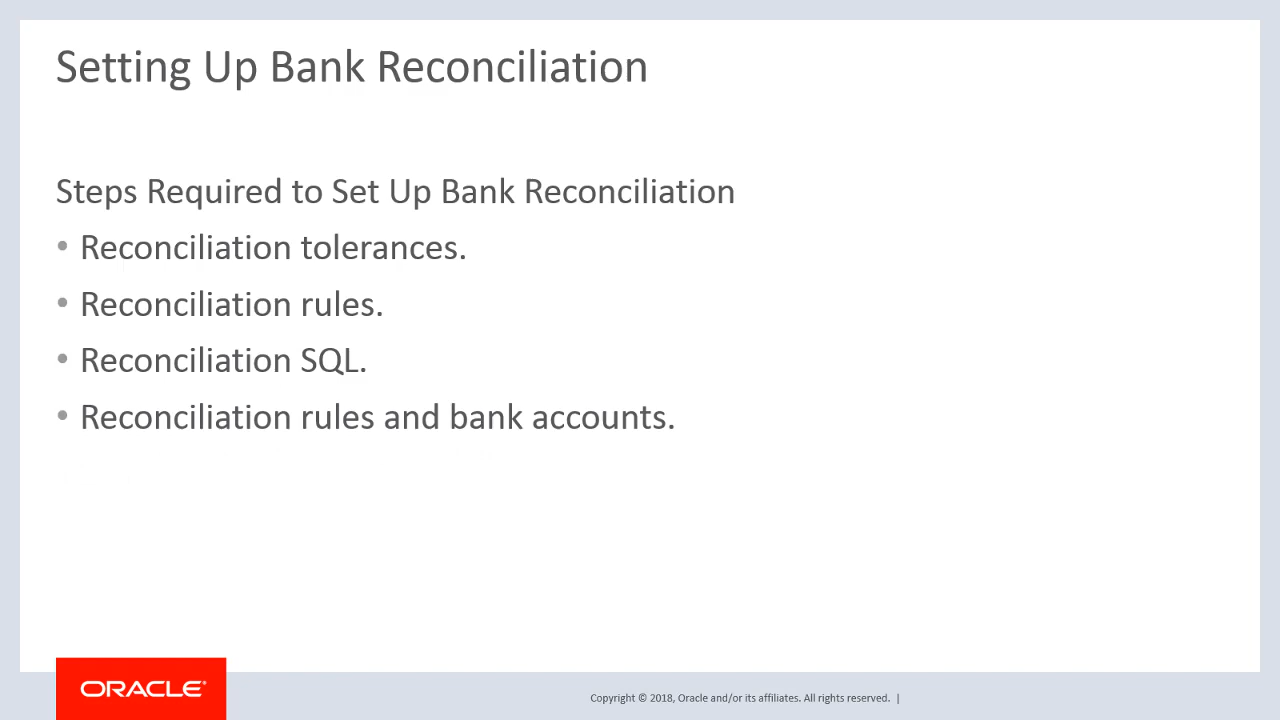 Setting Up Bank Reconciliation
Steps Required to Set Up Bank Reconciliation
• Reconciliation tolerances.
• Reconciliation rules.
• Reconciliation SQL.
• Reconciliation rules and bank accounts.
ORACLE®
Copyright © 2018, Oracle and/or its affiliates. All rights reserved. |